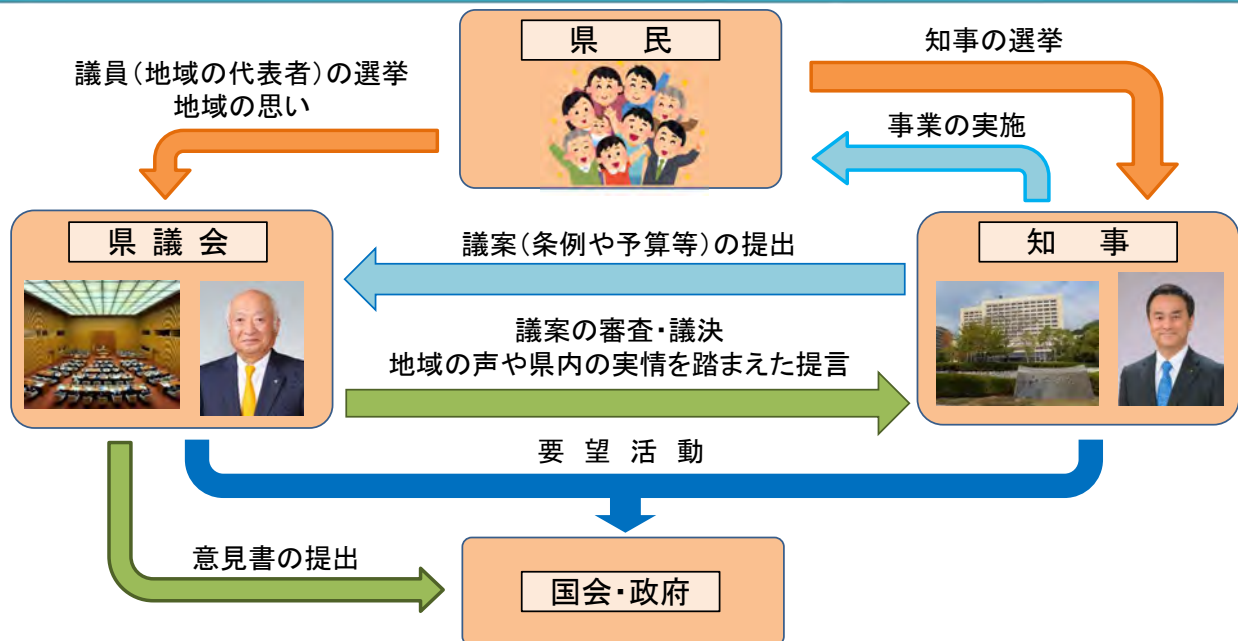 県 民
知事の選挙
議員（地域の代表者）の選挙
地域の思い
事業の実施
県 議 会
知 事
議案（条例や予算等）の提出
議案の審査・議決
地域の声や県内の実情を踏まえた提言
要 望 活 動
意見書の提出
国会・政府